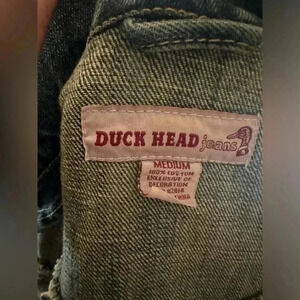 DUCK HEAD jeans
MEDIUM
100% COTTON
EXCLUSIVE OF
DECORATION